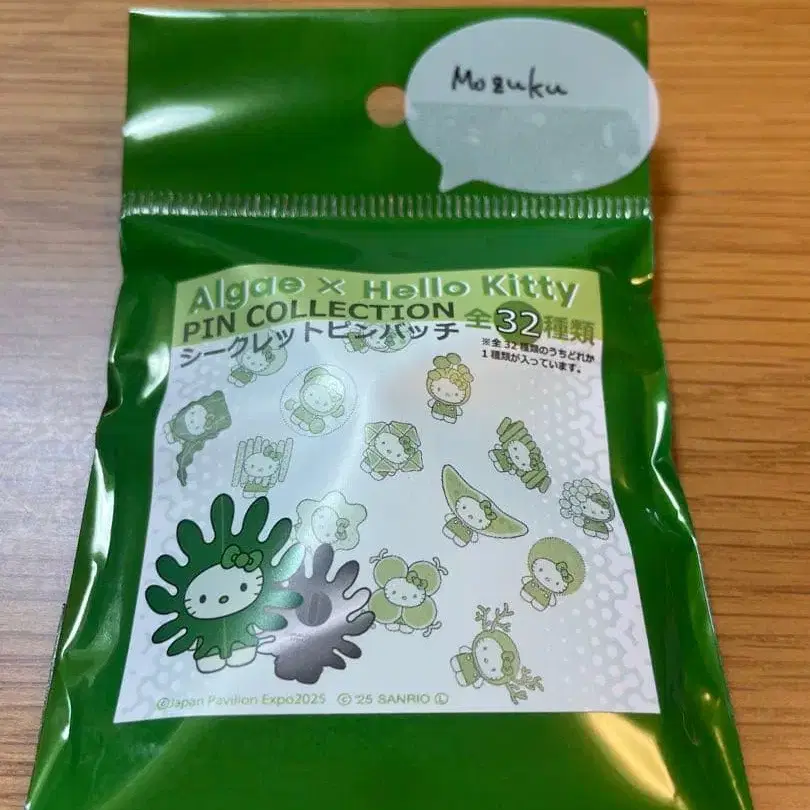 Mozuku
Algae × Hello Kitty
PIN COLLECTION
シークレットピンバッチ
全32種類
※全32種類のうちどれか
1種類が入っています。
©Japan Pavilion Expo2025 © '25 SANRIO Ⓛ